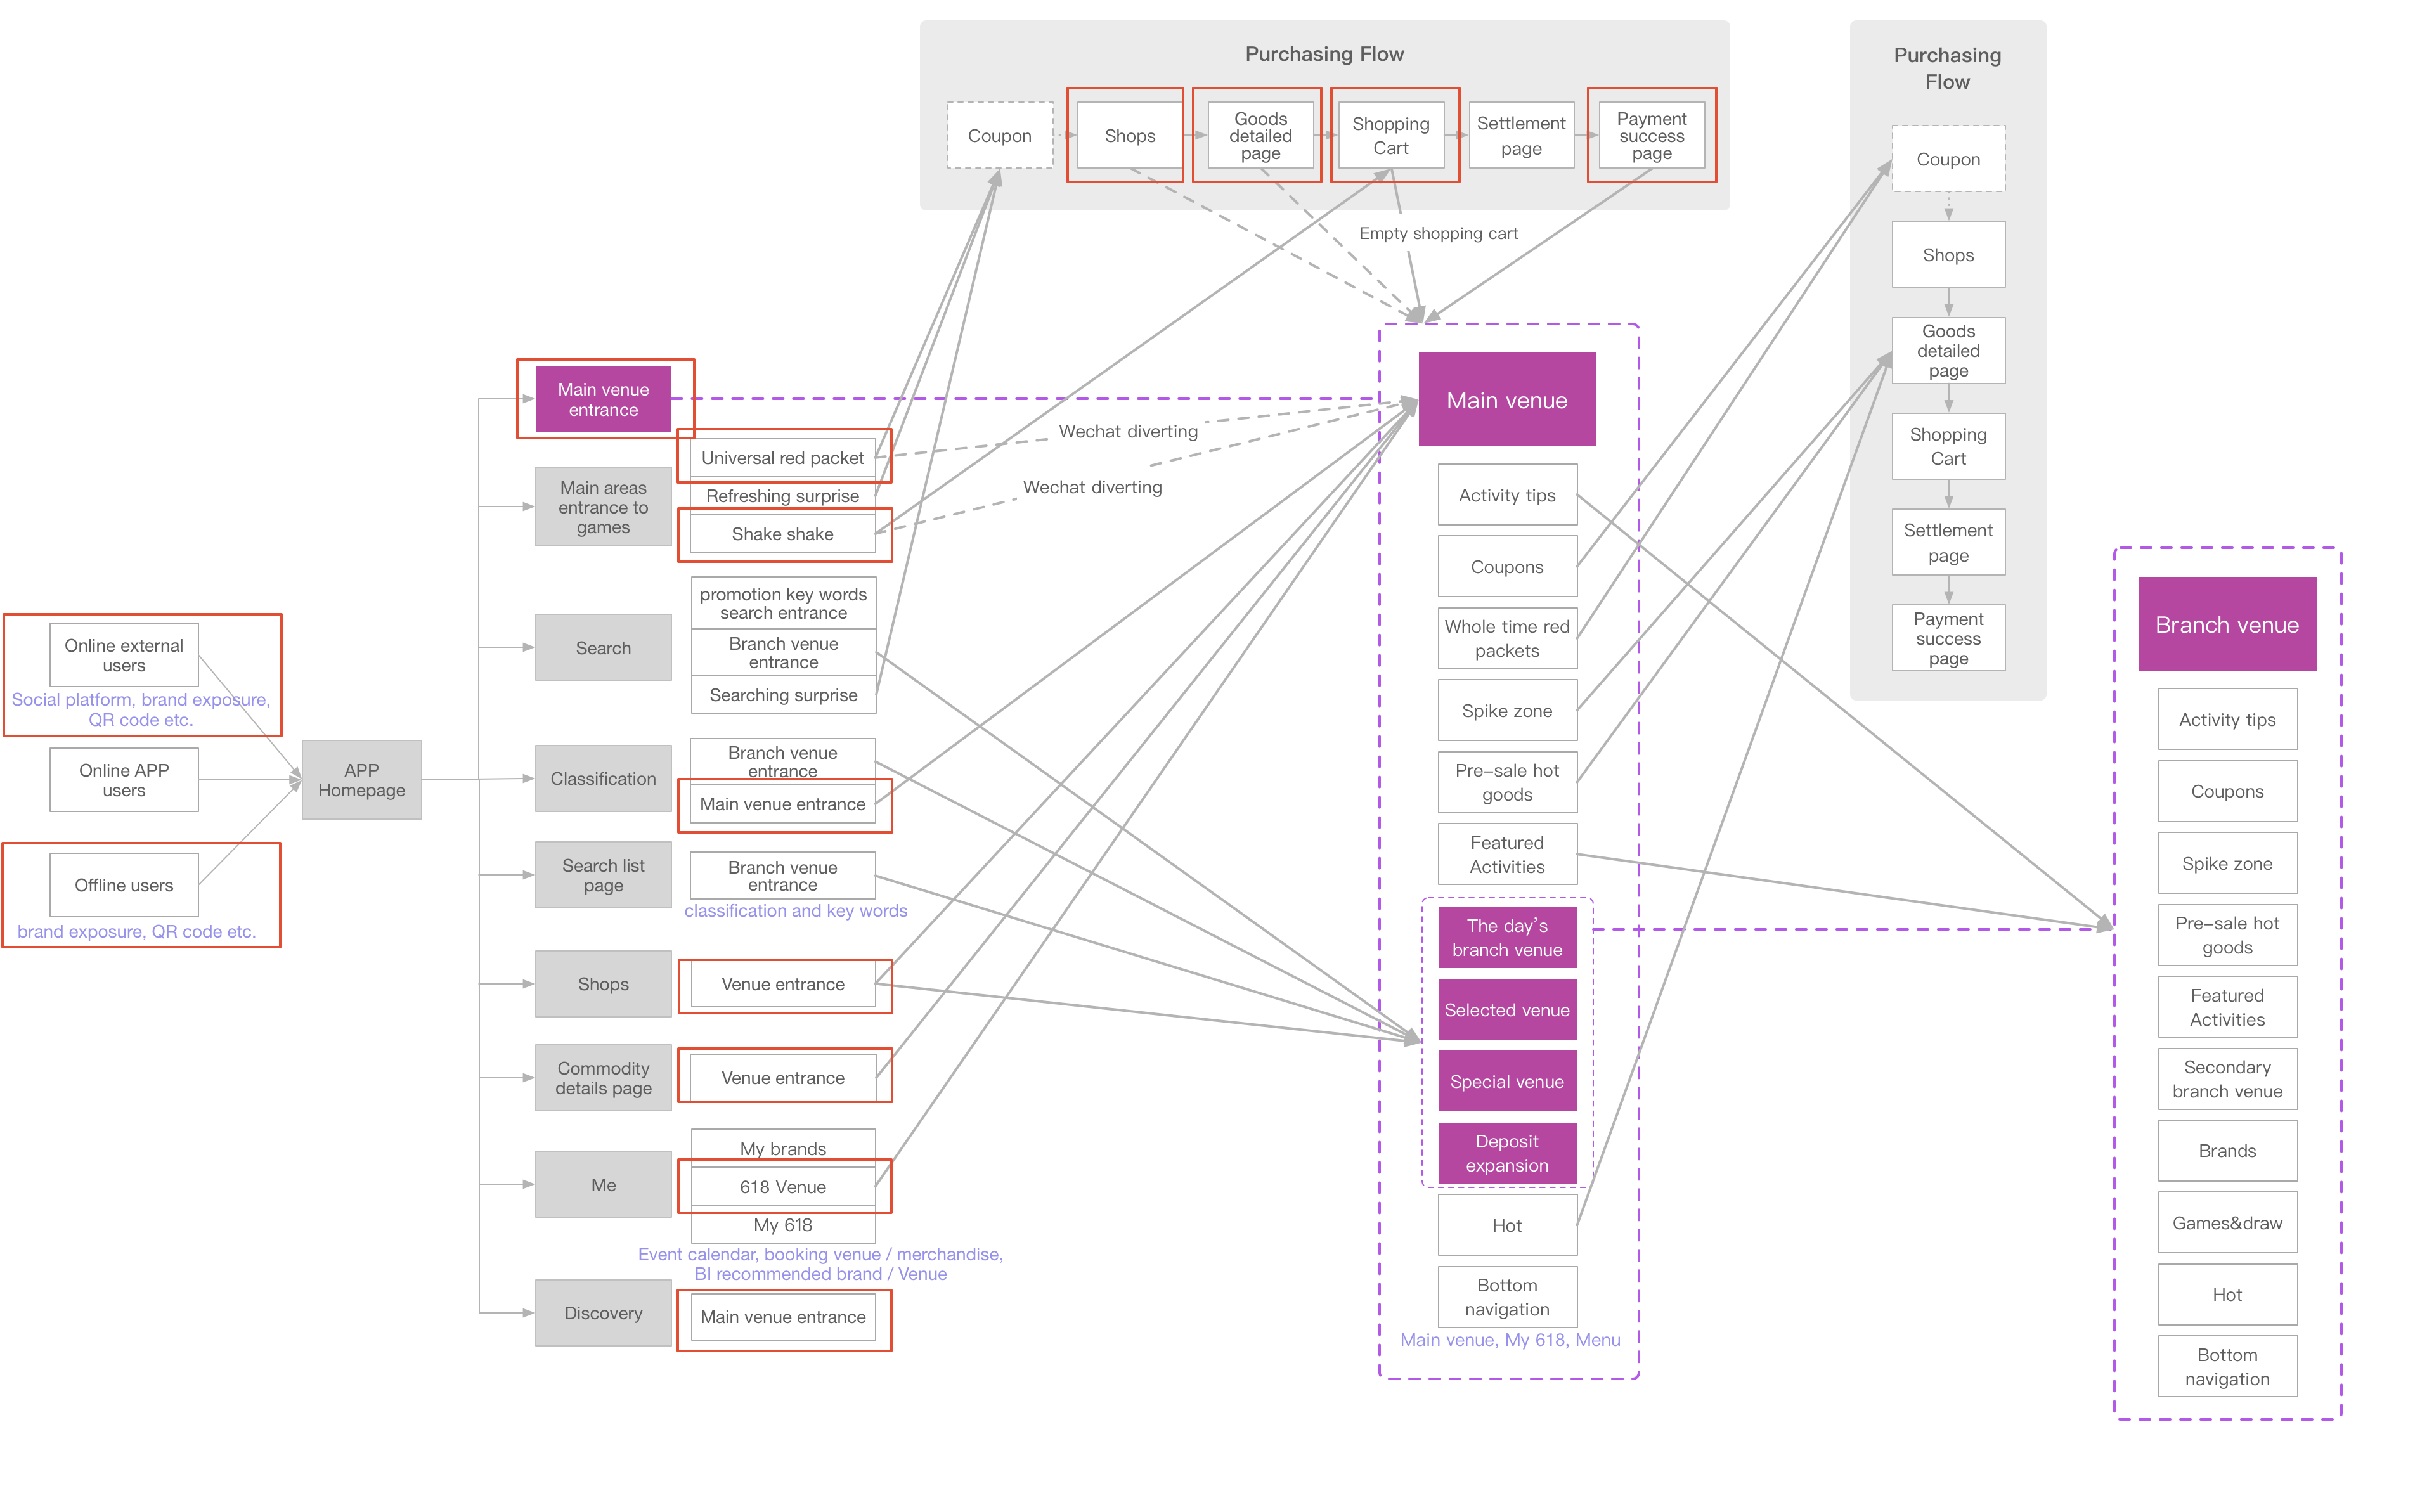 Purchasing Flow
Coupon
Shops
Goods
detailed
page
Shopping
Cart
Settlement
page
Payment
success
page
Empty shopping cart
Purchasing
Flow
Coupon
Shops
Goods
detailed
page
Shopping
Cart
Settlement
page
Payment
success
page
Online external
users
Social platform, brand exposure,
QR code etc.
Online APP
users
Offline users
brand exposure, QR code etc.
APP
Homepage
Main venue
entrance
Main areas
entrance to
games
Universal red packet
Refreshing surprise
Shake shake
Wechat diverting
Wechat diverting
Search
promotion key words
search entrance
Branch venue
entrance
Searching surprise
Classification
Branch venue
entrance
Main venue entrance
Search list
page
Branch venue
entrance
classification and key words
Shops
Venue entrance
Commodity
details page
Venue entrance
Me
My brands
618 Venue
My 618
Event calendar, booking venue / merchandise,
BI recommended brand / Venue
Discovery
Main venue entrance
Main venue
Activity tips
Coupons
Whole time red
packets
Spike zone
Pre-sale hot
goods
Featured
Activities
The day's
branch venue
Selected venue
Special venue
Deposit
expansion
Hot
Bottom
navigation
Main venue, My 618, Menu
Branch venue
Activity tips
Coupons
Spike zone
Pre-sale hot
goods
Featured
Activities
Secondary
branch venue
Brands
Games&draw
Hot
Bottom
navigation